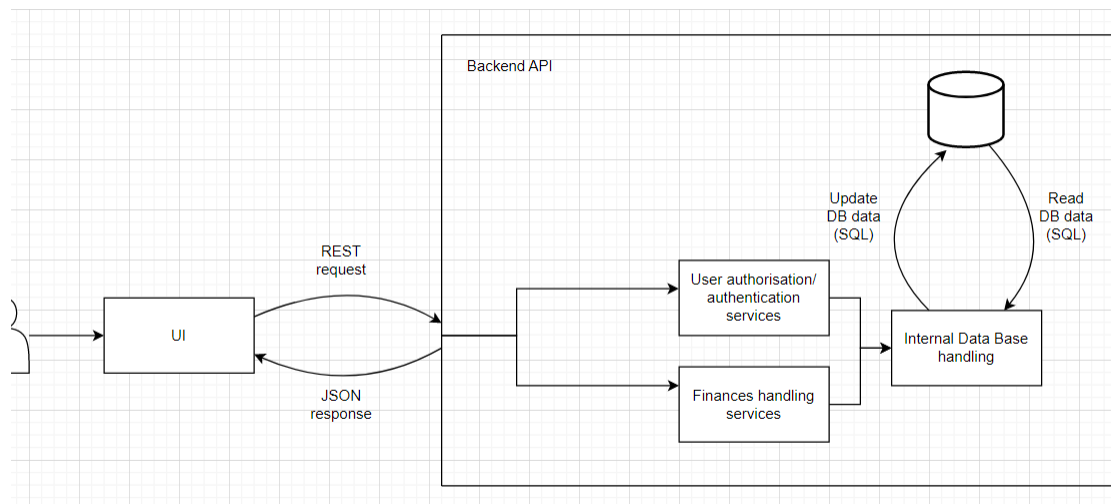 Backend API
Update
DB data
(SQL)
Read
DB data
(SQL)
REST
request
User authorisation/
authentication
services
UI
Internal Data Base
handling
JSON
response
Finances handling
services